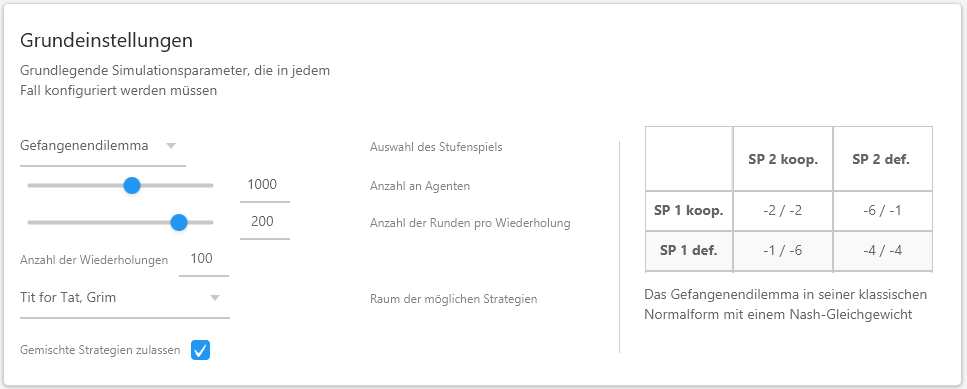 Grundeinstellungen
Grundlegende Simulationsparameter, die in jedem
Fall konfiguriert werden müssen
Gefangenendilemma
Auswahl des Stufenspiels
1000
Anzahl an Agenten
200
Anzahl der Runden pro Wiederholung
Anzahl der Wiederholungen 100
Tit for Tat, Grim
Raum der möglichen Strategien
Gemischte Strategien zulassen
SP 2 koop. SP 2 def.
SP 1 koop. -2 / -2 -6 / -1
SP 1 def. -1 / -6 -4 / -4
Das Gefangenendilemma in seiner klassischen
Normalform mit einem Nash-Gleichgewicht